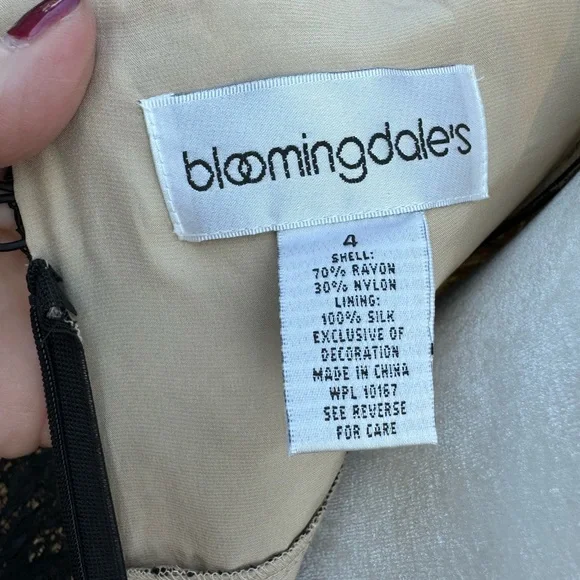 bloomingdale's
4
SHELL:
70% RAYON
30% NYLON
LINING:
100% SILK
EXCLUSIVE OF
DECORATION
MADE IN CHINA
WPL 10167
SEE REVERSE
FOR CARE